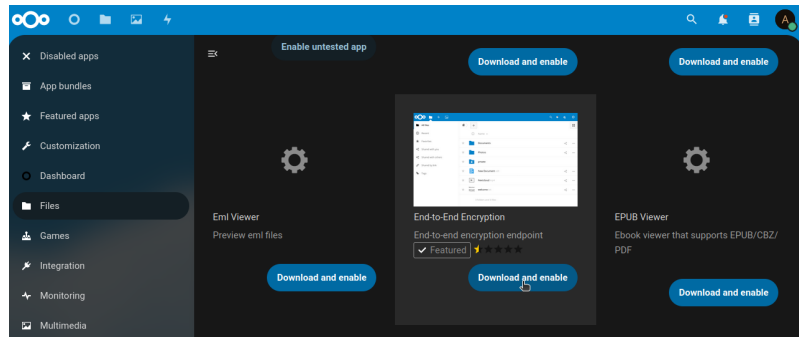 A
Disabled apps
App bundles
Featured apps
Customization
Dashboard
Files
Games
Integration
Monitoring
Multimedia
Enable untested app
Download and enable
Download and enable
Eml Viewer
Preview eml files
Download and enable
End-to-End Encryption
End-to-end encryption endpoint
Featured
Download and enable
EPUB Viewer
Ebook viewer that supports EPUB/CBZ/
PDF
Download and enable